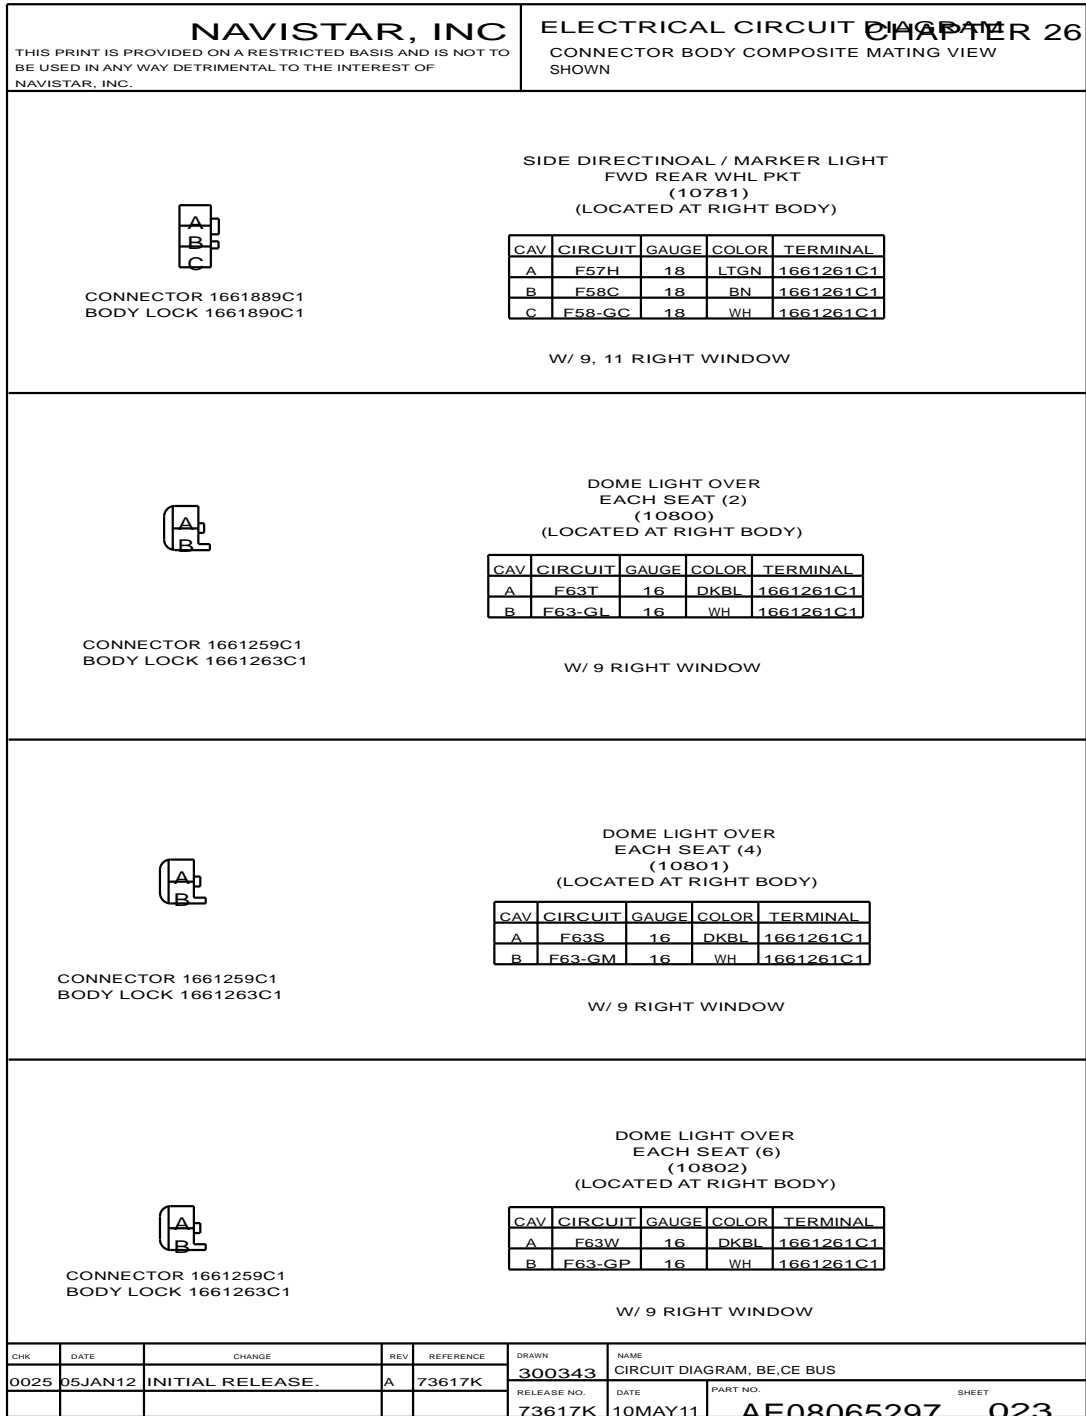 NAVISTAR, INC
THIS PRINT IS PROVIDED ON A RESTRICTED BASIS AND IS NOT TO
BE USED IN ANY WAY DETRIMENTAL TO THE INTEREST OF
NAVISTAR, INC.
ELECTRICAL CIRCUIT DIAGRAM
CHAPTER 26
CONNECTOR BODY COMPOSITE MATING VIEW
SHOWN
A
B
C
CONNECTOR 1661889C1
BODY LOCK 1661890C1
SIDE DIRECTINOAL / MARKER LIGHT
FWD REAR WHL PKT
(10781)
(LOCATED AT RIGHT BODY)
CAV CIRCUIT GAUGE COLOR TERMINAL
A F57H 18 LTGN 1661261C1
B F58C 18 BN 1661261C1
C F58-GC 18 WH 1661261C1
W/ 9, 11 RIGHT WINDOW
A
B
CONNECTOR 1661259C1
BODY LOCK 1661263C1
DOME LIGHT OVER
EACH SEAT (2)
(10800)
(LOCATED AT RIGHT BODY)
CAV CIRCUIT GAUGE COLOR TERMINAL
A F63T 16 DKBL 1661261C1
B F63-GL 16 WH 1661261C1
W/ 9 RIGHT WINDOW
A
B
CONNECTOR 1661259C1
BODY LOCK 1661263C1
DOME LIGHT OVER
EACH SEAT (4)
(10801)
(LOCATED AT RIGHT BODY)
CAV CIRCUIT GAUGE COLOR TERMINAL
A F63S 16 DKBL 1661261C1
B F63-GM 16 WH 1661261C1
W/ 9 RIGHT WINDOW
A
B
CONNECTOR 1661259C1
BODY LOCK 1661263C1
DOME LIGHT OVER
EACH SEAT (6)
(10802)
(LOCATED AT RIGHT BODY)
CAV CIRCUIT GAUGE COLOR TERMINAL
A F63W 16 DKBL 1661261C1
B F63-GP 16 WH 1661261C1
W/ 9 RIGHT WINDOW
CHK DATE CHANGE REV REFERENCE
0025 05JAN12 INITIAL RELEASE. A 73617K
DRAWN
300343
NAME
CIRCUIT DIAGRAM, BE,CE BUS
RELEASE NO. DATE PART NO. SHEET
73617K 10MAY11 AE08065297 023